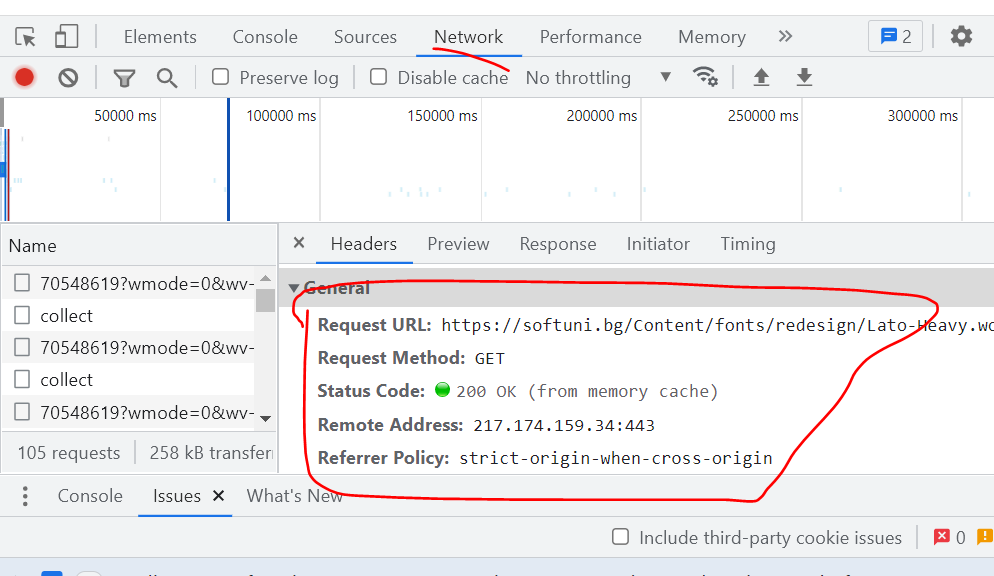 Elements Console Sources Network Performance Memory 2
Preserve log Disable cache No throttling
50000 ms 100000 ms 150000 ms 200000 ms 250000 ms 300000 ms
Name
Headers Preview Response Initiator Timing
70548619?wmode=0&wv-
collect
70548619?wmode=0&wv-
collect
70548619?wmode=0&wv-
General
Request URL: https://softuni.bg/Content/fonts/redesign/Lato-Heavy.wo
Request Method: GET
Status Code: 200 OK (from memory cache)
Remote Address: 217.174.159.34:443
Referrer Policy: strict-origin-when-cross-origin
105 requests 258 kB transferr
Console Issues What's New
Include third-party cookie issues 0